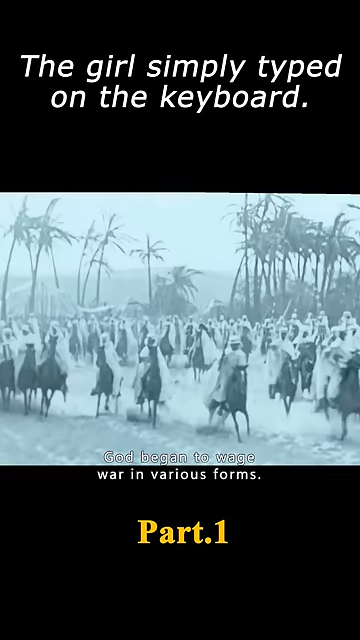 The girl simply typed
on the keyboard.
God began to wage
war in various forms.
Part.1